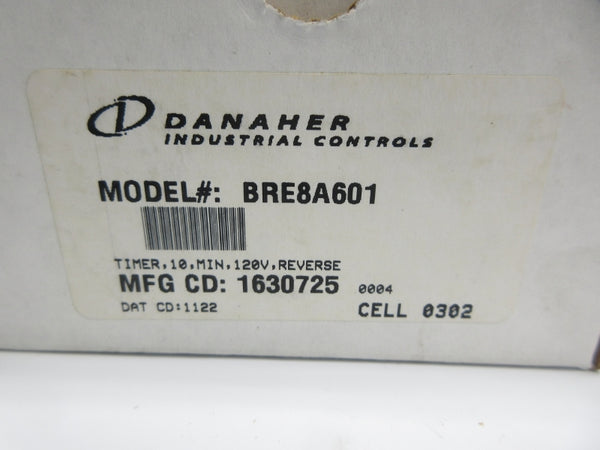 DANAHER
INDUSTRIAL CONTROLS
MODEL#: BRE8A601
TIMER,10,MIN,120V,REVERSE
MFG CD: 1630725 0004
DAT CD:1122 CELL 0302